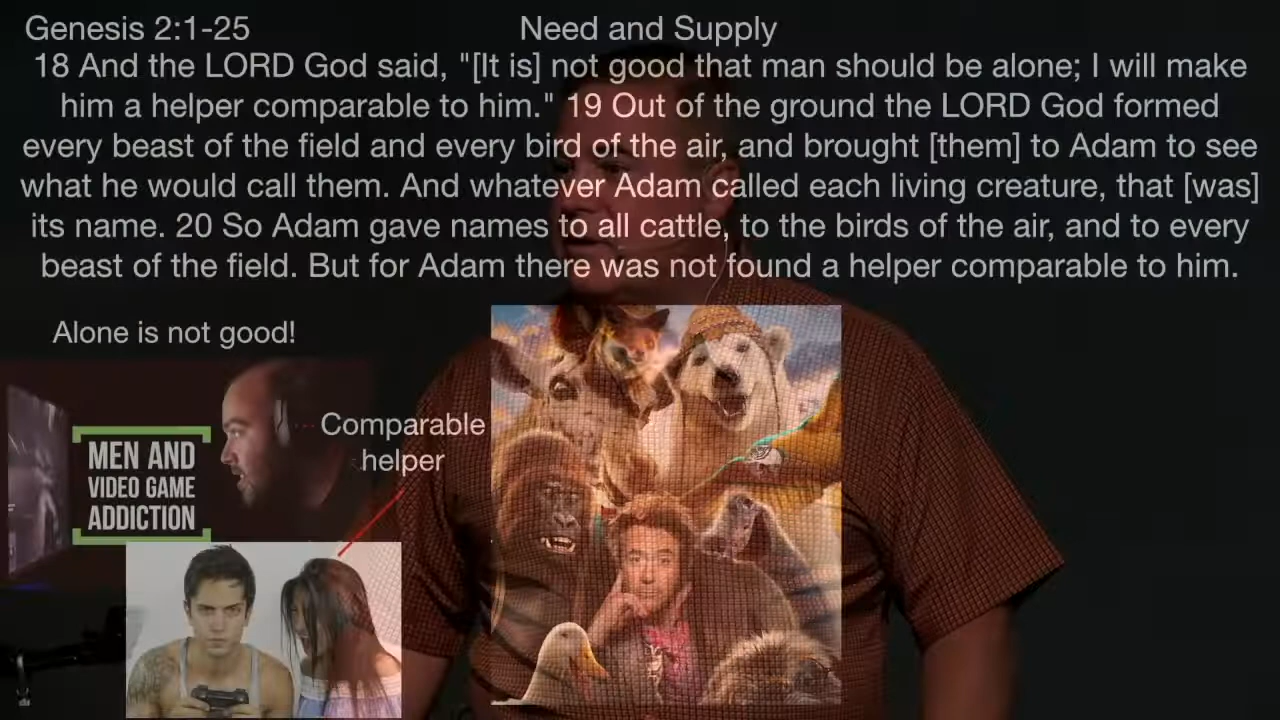 Genesis 2:1-25
Need and Supply
18 And the LORD God said, "[It is] not good that man should be alone; I will make
him a helper comparable to him." 19 Out of the ground the LORD God formed
every beast of the field and every bird of the air, and brought [them] to Adam to see
what he would call them. And whatever Adam called each living creature, that [was]
its name. 20 So Adam gave names to all cattle, to the birds of the air, and to every
beast of the field. But for Adam there was not found a helper comparable to him.
Alone is not good!
Comparable
helper
MEN AND
VIDEO GAME
ADDICTION